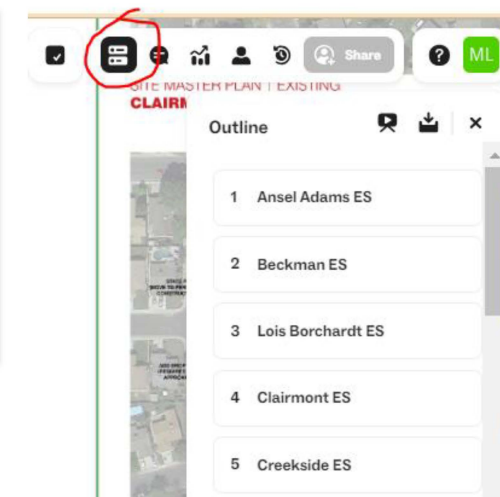 Share
?
ML
SITE MASTER PLAN | EXISTING
CLAIRM
Outline
1 Ansel Adams ES
2 Beckman ES
3 Lois Borchardt ES
4 Clairmont ES
5 Creekside ES